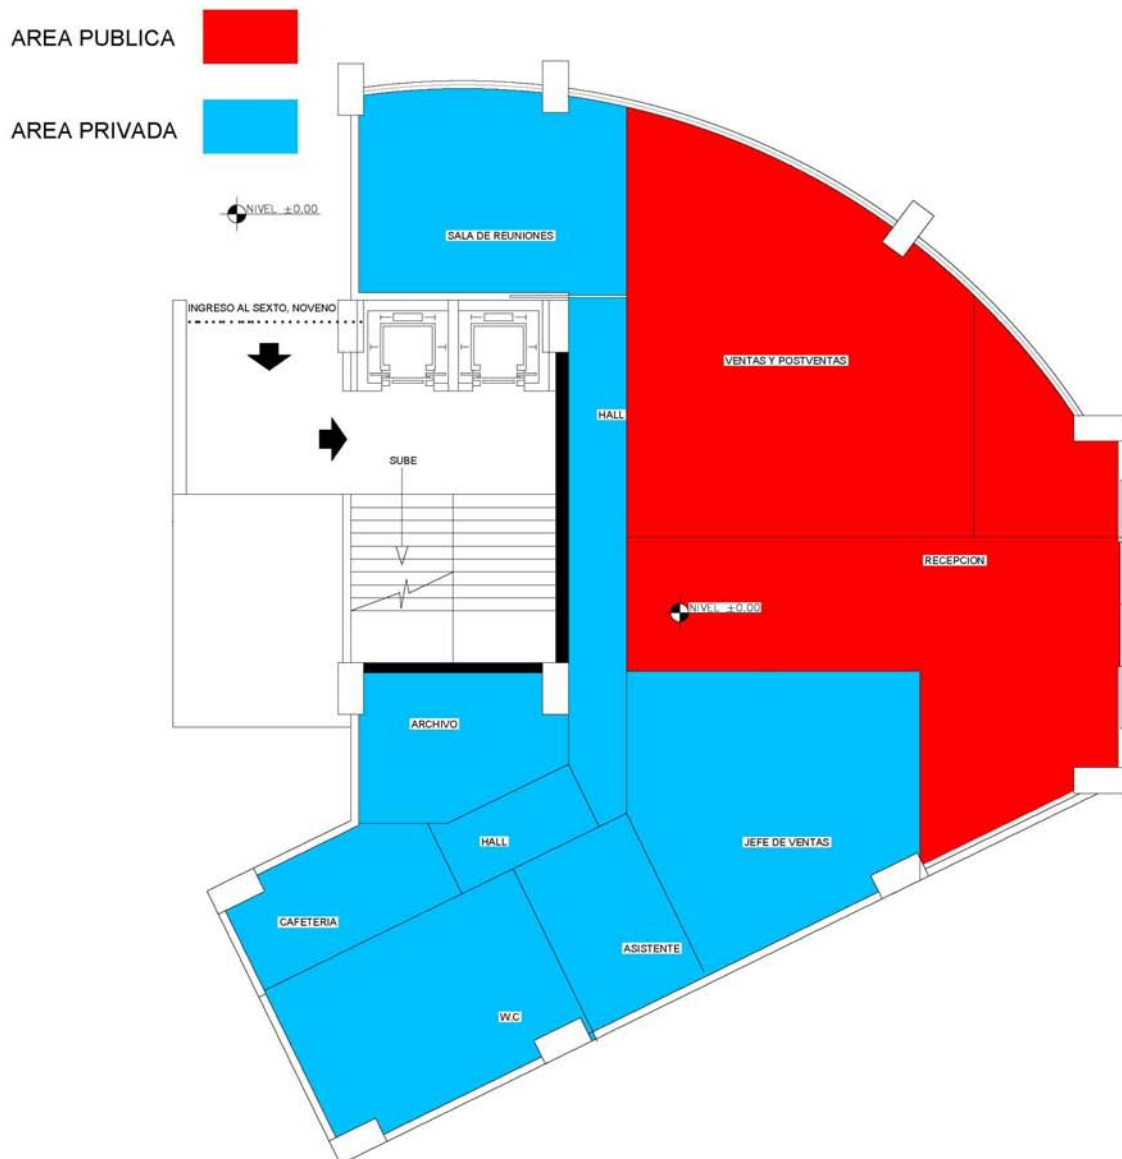 AREA PUBLICA
AREA PRIVADA
NIVEL ±0.00
SALA DE REUNIONES
INGRESO AL SEXTO, NOVENO
VENTAS Y POSTVENTAS
HALL
SUBE
RECEPCION
NIVEL ±0.00
ARCHIVO
HALL
JEFE DE VENTAS
CAFETERIA
ASISTENTE
W.C